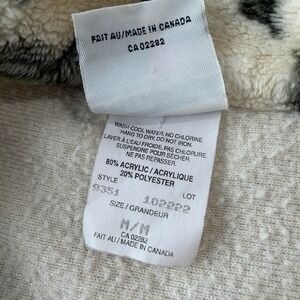 FAIT AU/MADE IN CANADA
CA 02282
WASH COOL WATER, NO CHLORINE.
HANG TO DRY. DO NOT IRON.
LAVER À L'EAU FROIDE. PAS CHLORURE.
SUSPENDRE POUR SÉCHER.
NE PAS REPASSER.
80% ACRYLIC / ACRYLIQUE
20% POLYESTER
STYLE LOT
9351 102222
SIZE / GRANDEUR
M/M
CA 02282
FAIT AU / MADE IN CANADA